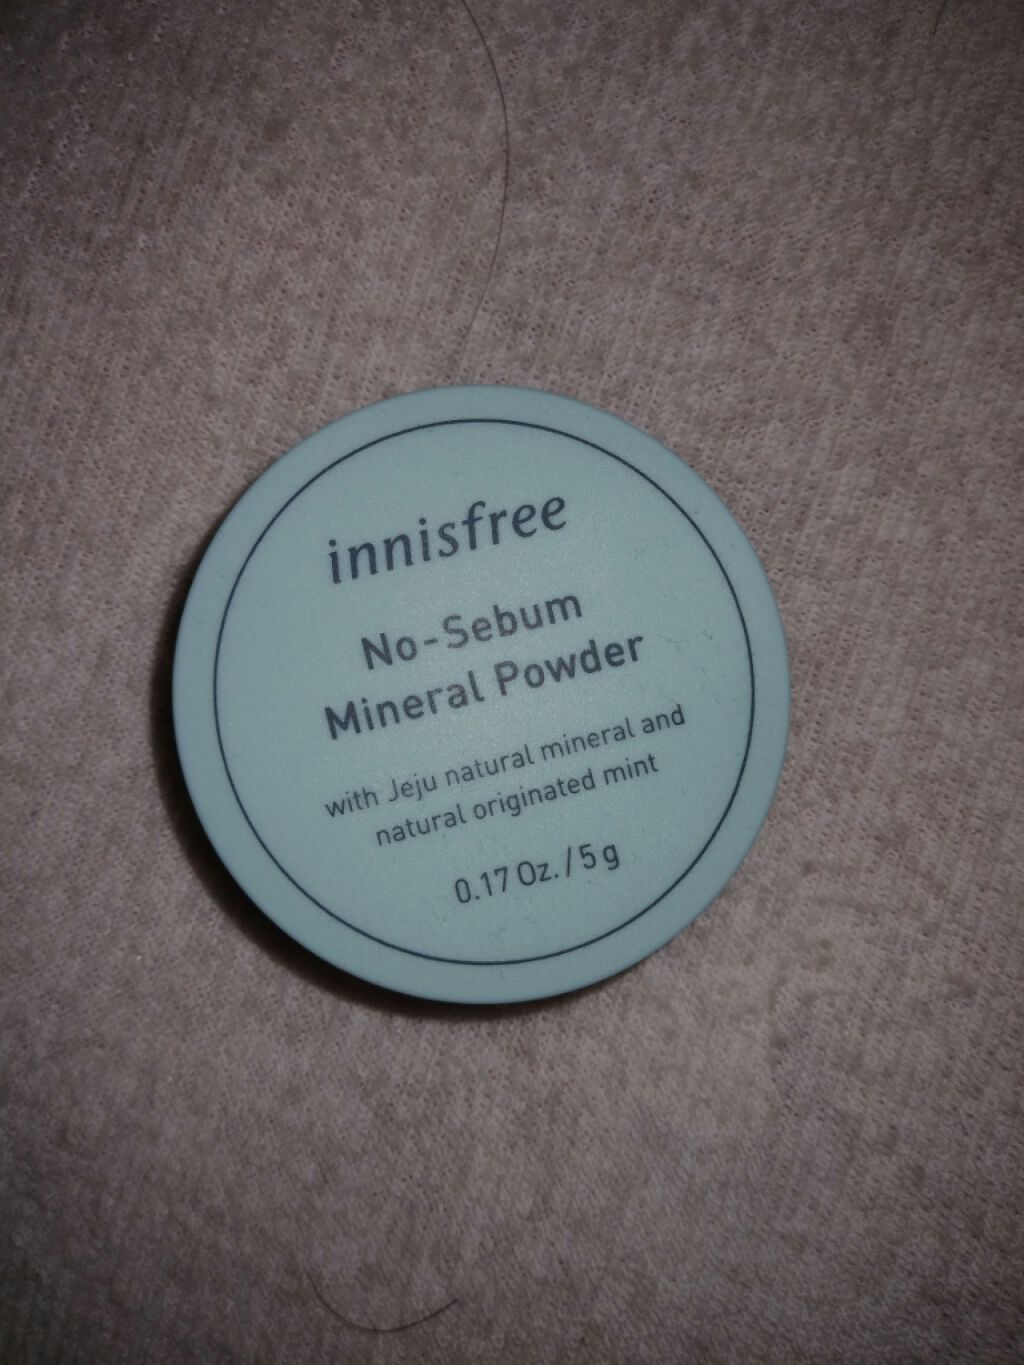 innisfree
No-Sebum
Mineral Powder
with Jeju natural mineral and
natural originated mint
0.17 Oz. / 5 g